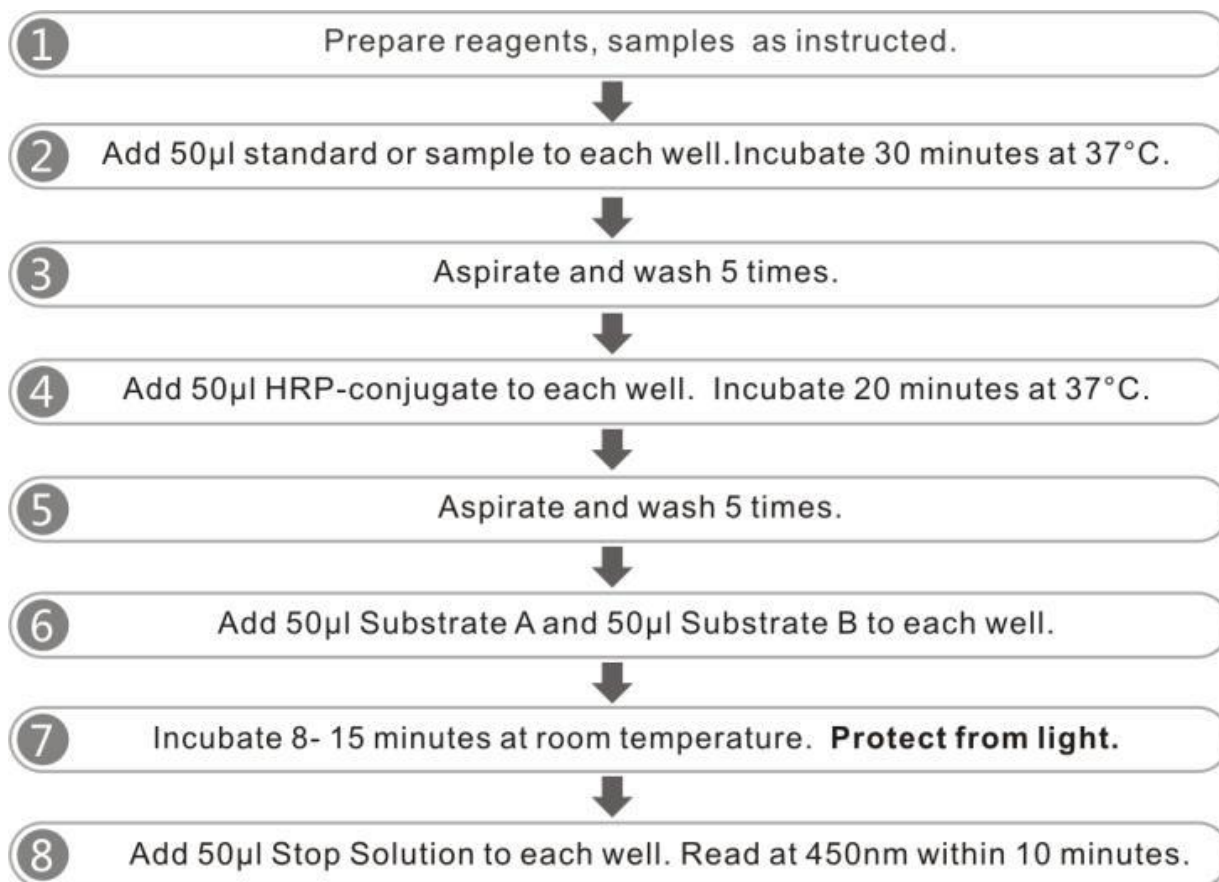 1 Prepare reagents, samples as instructed.
2 Add 50µl standard or sample to each well.Incubate 30 minutes at 37°C.
3 Aspirate and wash 5 times.
4 Add 50µl HRP-conjugate to each well. Incubate 20 minutes at 37°C.
5 Aspirate and wash 5 times.
6 Add 50µl Substrate A and 50µl Substrate B to each well.
7 Incubate 8- 15 minutes at room temperature. Protect from light.
8 Add 50µl Stop Solution to each well. Read at 450nm within 10 minutes.